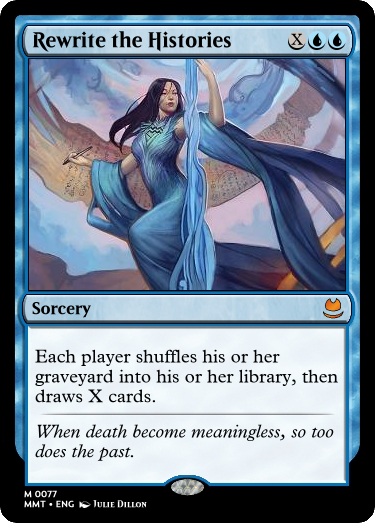 Rewrite the Histories X
Sorcery
Each player shuffles his or her
graveyard into his or her library, then
draws X cards.
When death become meaningless, so too
does the past.
M 0077
MMT • ENG Julie Dillon